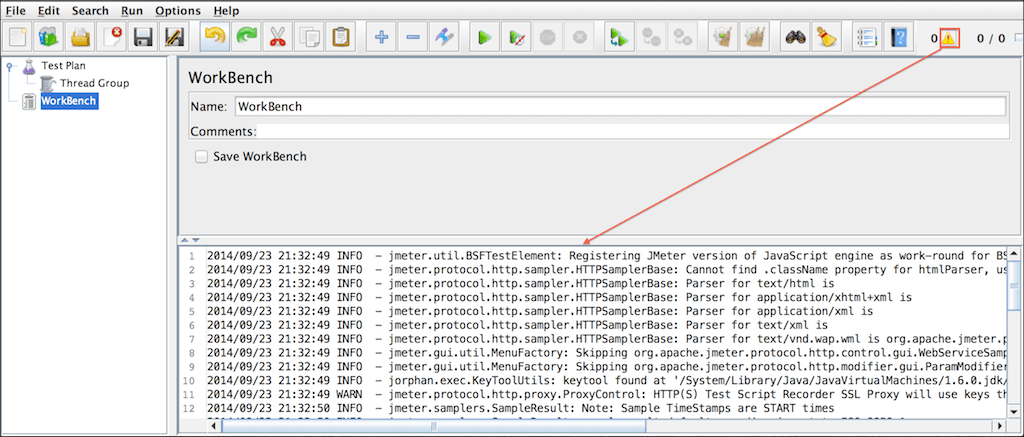 File Edit Search Run Options Help
0 0 / 0
Test Plan
Thread Group
WorkBench
WorkBench
Name: WorkBench
Comments:
Save WorkBench
1 2014/09/23 21:32:49 INFO - jmeter.util.BSFTestElement: Registering JMeter version of JavaScript engine as work-round for BS
2 2014/09/23 21:32:49 INFO - jmeter.protocol.http.sampler.HTTPSamplerBase: Cannot find .className property for htmlParser, us
3 2014/09/23 21:32:49 INFO - jmeter.protocol.http.sampler.HTTPSamplerBase: Parser for text/html is
4 2014/09/23 21:32:49 INFO - jmeter.protocol.http.sampler.HTTPSamplerBase: Parser for application/xhtml+xml is
5 2014/09/23 21:32:49 INFO - jmeter.protocol.http.sampler.HTTPSamplerBase: Parser for application/xml is
6 2014/09/23 21:32:49 INFO - jmeter.protocol.http.sampler.HTTPSamplerBase: Parser for text/xml is
7 2014/09/23 21:32:49 INFO - jmeter.protocol.http.sampler.HTTPSamplerBase: Parser for text/vnd.wap.wml is org.apache.jmeter.p
8 2014/09/23 21:32:49 INFO - jmeter.gui.util.MenuFactory: Skipping org.apache.jmeter.protocol.http.control.gui.WebServiceSamp
9 2014/09/23 21:32:49 INFO - jmeter.gui.util.MenuFactory: Skipping org.apache.jmeter.protocol.http.modifier.gui.ParamModifier
10 2014/09/23 21:32:49 INFO - jorphan.exec.KeyToolUtils: keytool found at '/System/Library/Java/JavaVirtualMachines/1.6.0.jdk/
11 2014/09/23 21:32:49 WARN - jmeter.protocol.http.proxy.ProxyControl: HTTP(S) Test Script Recorder SSL Proxy will use keys th
12 2014/09/23 21:32:50 INFO - jmeter.samplers.SampleResult: Note: Sample TimeStamps are START times